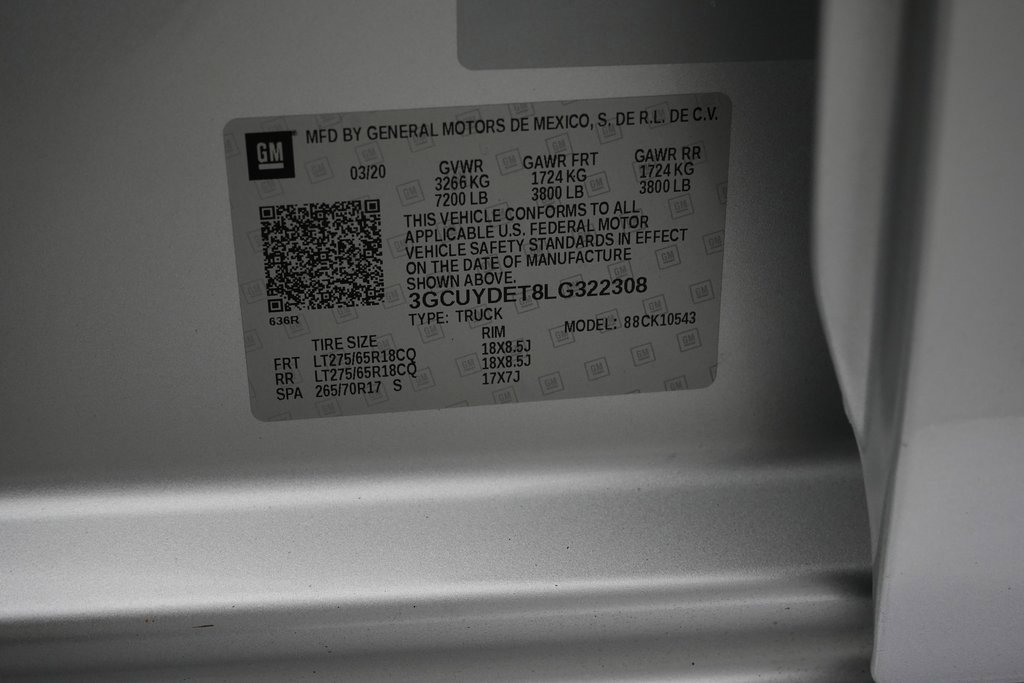 GM MFD BY GENERAL MOTORS DE MEXICO, S. DE R.L. DE C.V.
03/20 GVWR GAWR FRT GAWR RR
3266 KG 1724 KG 1724 KG
7200 LB 3800 LB 3800 LB
THIS VEHICLE CONFORMS TO ALL
APPLICABLE U.S. FEDERAL MOTOR
VEHICLE SAFETY STANDARDS IN EFFECT
ON THE DATE OF MANUFACTURE
SHOWN ABOVE.
3GCUYDET8LG322308
636R
TYPE: TRUCK MODEL: 88CK10543
TIRE SIZE RIM
FRT LT275/65R18CQ 18X8.5J
RR LT275/65R18CQ 18X8.5J
SPA 265/70R17 S 17X7J